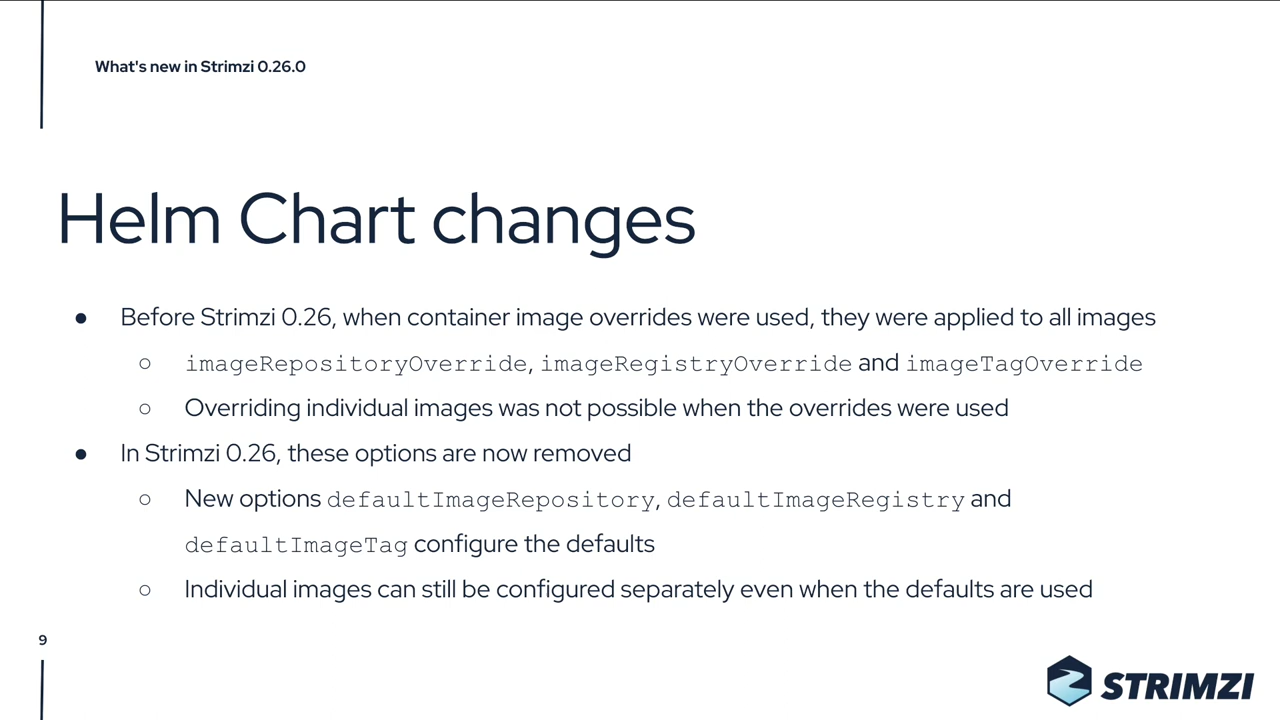 What's new in Strimzi 0.26.0
Helm Chart changes
● Before Strimzi 0.26, when container image overrides were used, they were applied to all images
○ imageRepositoryOverride, imageRegistryOverride and imageTagOverride
○ Overriding individual images was not possible when the overrides were used
● In Strimzi 0.26, these options are now removed
○ New options defaultImageRepository, defaultImageRegistry and
defaultImageTag configure the defaults
○ Individual images can still be configured separately even when the defaults are used
9
STRIMZI